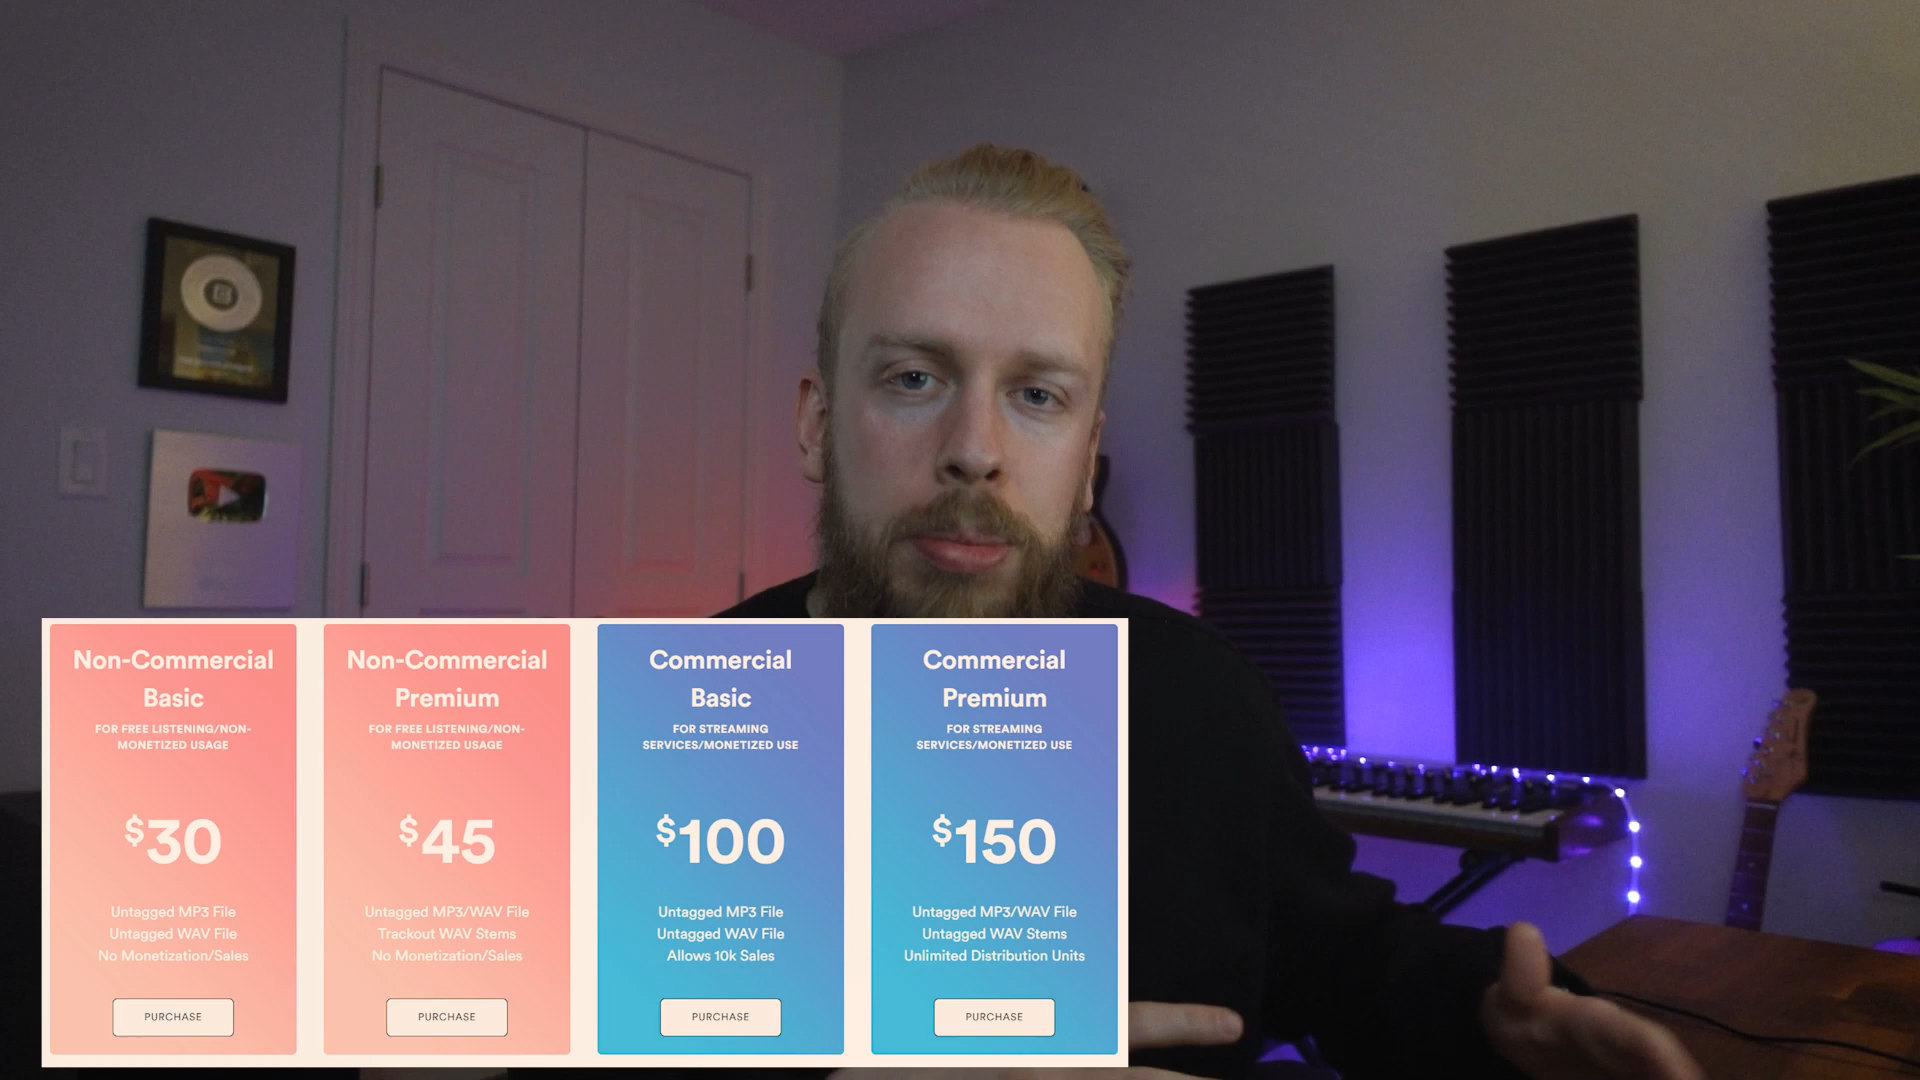 Non-Commercial
Basic
FOR FREE LISTENING/NON-
MONETIZED USAGE
$30
Untagged MP3 File
Untagged WAV File
No Monetization/Sales
PURCHASE
Non-Commercial
Premium
FOR FREE LISTENING/NON-
MONETIZED USAGE
$45
Untagged MP3/WAV File
Trackout WAV Stems
No Monetization/Sales
PURCHASE
Commercial
Basic
FOR STREAMING
SERVICES/MONETIZED USE
$100
Untagged MP3 File
Untagged WAV File
Allows 10k Sales
PURCHASE
Commercial
Premium
FOR STREAMING
SERVICES/MONETIZED USE
$150
Untagged MP3/WAV File
Untagged WAV Stems
Unlimited Distribution Units
PURCHASE